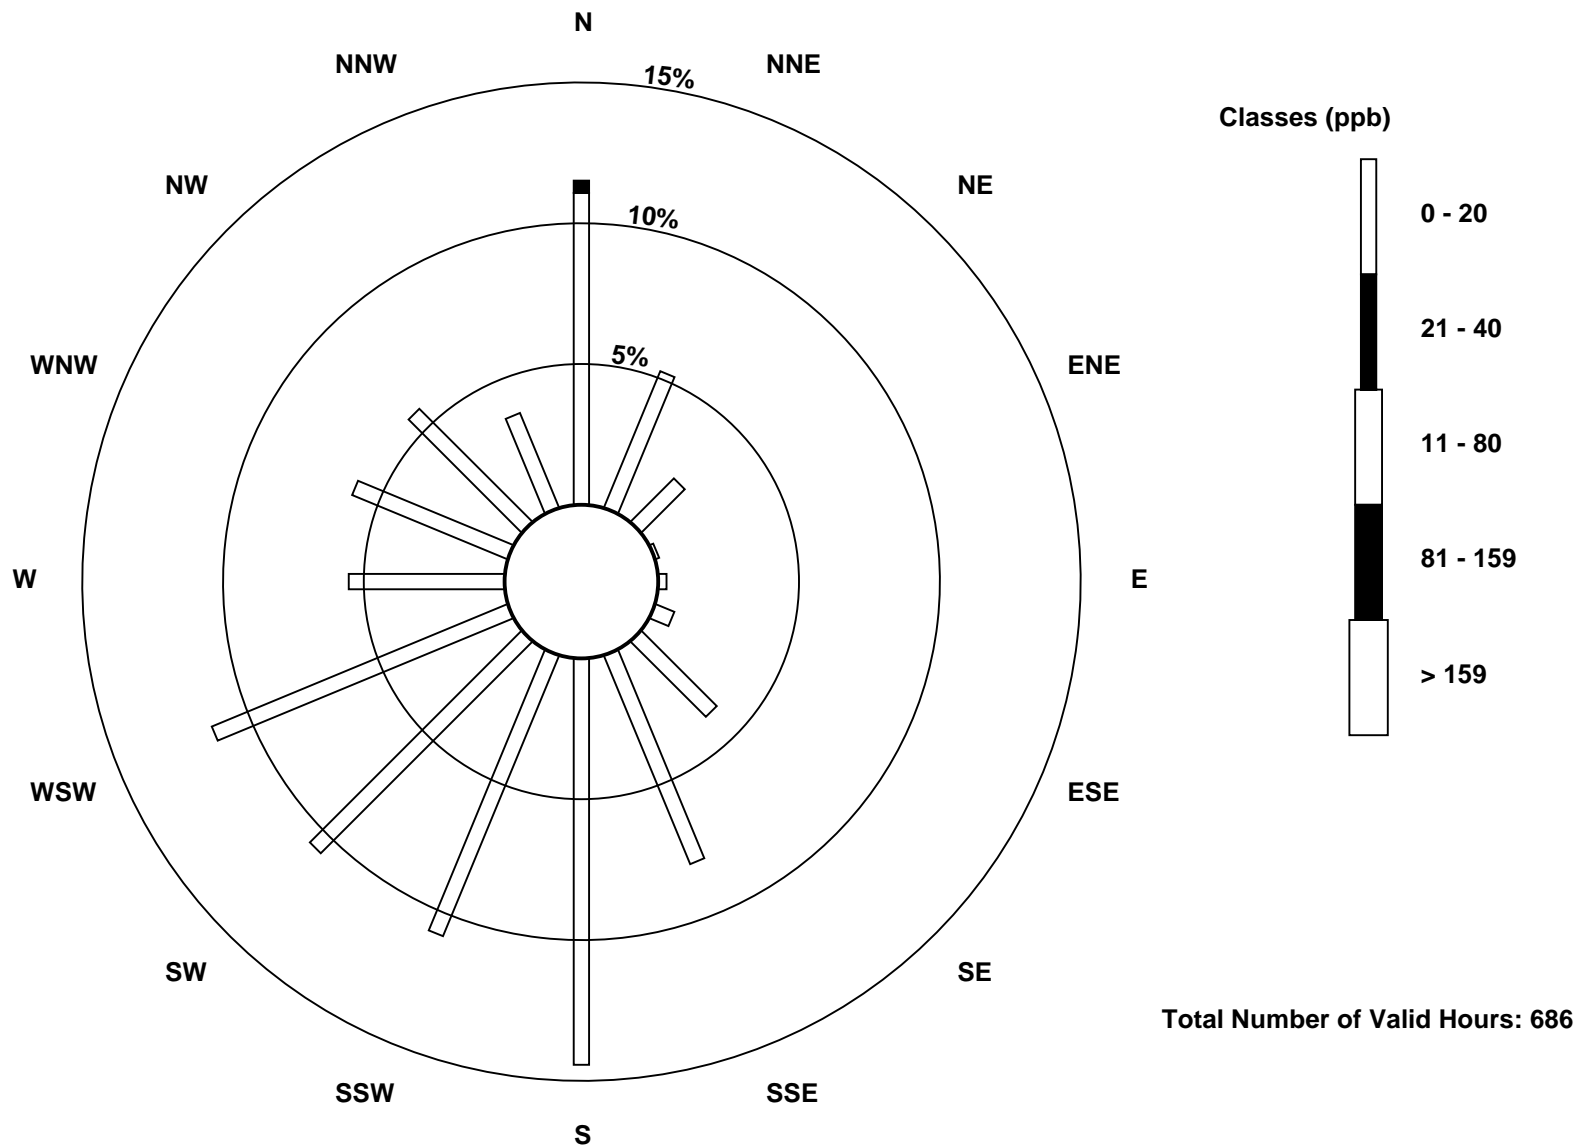 N
NNW
NNE
15%
Classes (ppb)
NW
NE
10%
0 - 20
21 - 40
5%
WNW
ENE
11 - 80
W
E
81 - 159
> 159
WSW
ESE
SW
SE
Total Number of Valid Hours: 686
SSW
SSE
S